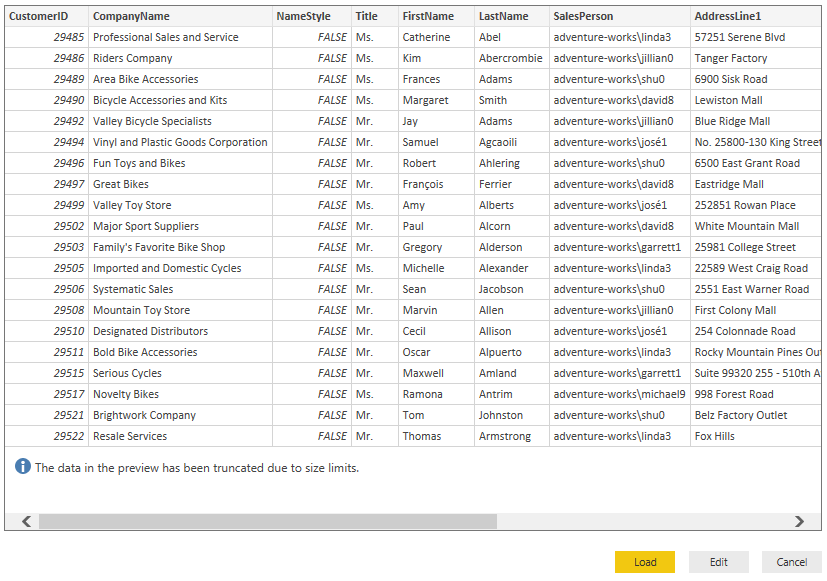 CustomerID CompanyName NameStyle Title FirstName LastName SalesPerson AddressLine1
29485 Professional Sales and Service FALSE Ms. Catherine Abel adventure-works\linda3 57251 Serene Blvd
29486 Riders Company FALSE Ms. Kim Abercrombie adventure-works\jillian0 Tanger Factory
29489 Area Bike Accessories FALSE Ms. Frances Adams adventure-works\shu0 6900 Sisk Road
29490 Bicycle Accessories and Kits FALSE Ms. Margaret Smith adventure-works\david8 Lewiston Mall
29492 Valley Bicycle Specialists FALSE Mr. Jay Adams adventure-works\jillian0 Blue Ridge Mall
29494 Vinyl and Plastic Goods Corporation FALSE Mr. Samuel Agcaoili adventure-works\josé1 No. 25800-130 King Street
29496 Fun Toys and Bikes FALSE Mr. Robert Ahlering adventure-works\shu0 6500 East Grant Road
29497 Great Bikes FALSE Mr. François Ferrier adventure-works\david8 Eastridge Mall
29499 Valley Toy Store FALSE Ms. Amy Alberts adventure-works\josé1 252851 Rowan Place
29502 Major Sport Suppliers FALSE Mr. Paul Alcorn adventure-works\david8 White Mountain Mall
29503 Family's Favorite Bike Shop FALSE Mr. Gregory Alderson adventure-works\garrett1 25981 College Street
29505 Imported and Domestic Cycles FALSE Ms. Michelle Alexander adventure-works\linda3 22589 West Craig Road
29506 Systematic Sales FALSE Mr. Sean Jacobson adventure-works\shu0 2551 East Warner Road
29508 Mountain Toy Store FALSE Mr. Marvin Allen adventure-works\jillian0 First Colony Mall
29510 Designated Distributors FALSE Mr. Cecil Allison adventure-works\josé1 254 Colonnade Road
29511 Bold Bike Accessories FALSE Mr. Oscar Alpuerto adventure-works\linda3 Rocky Mountain Pines Ou
29515 Serious Cycles FALSE Mr. Maxwell Amland adventure-works\garrett1 Suite 99320 255 - 510th A
29517 Novelty Bikes FALSE Ms. Ramona Antrim adventure-works\michael9 998 Forest Road
29521 Brightwork Company FALSE Mr. Tom Johnston adventure-works\shu0 Belz Factory Outlet
29522 Resale Services FALSE Mr. Thomas Armstrong adventure-works\linda3 Fox Hills
The data in the preview has been truncated due to size limits.
Load Edit Cancel